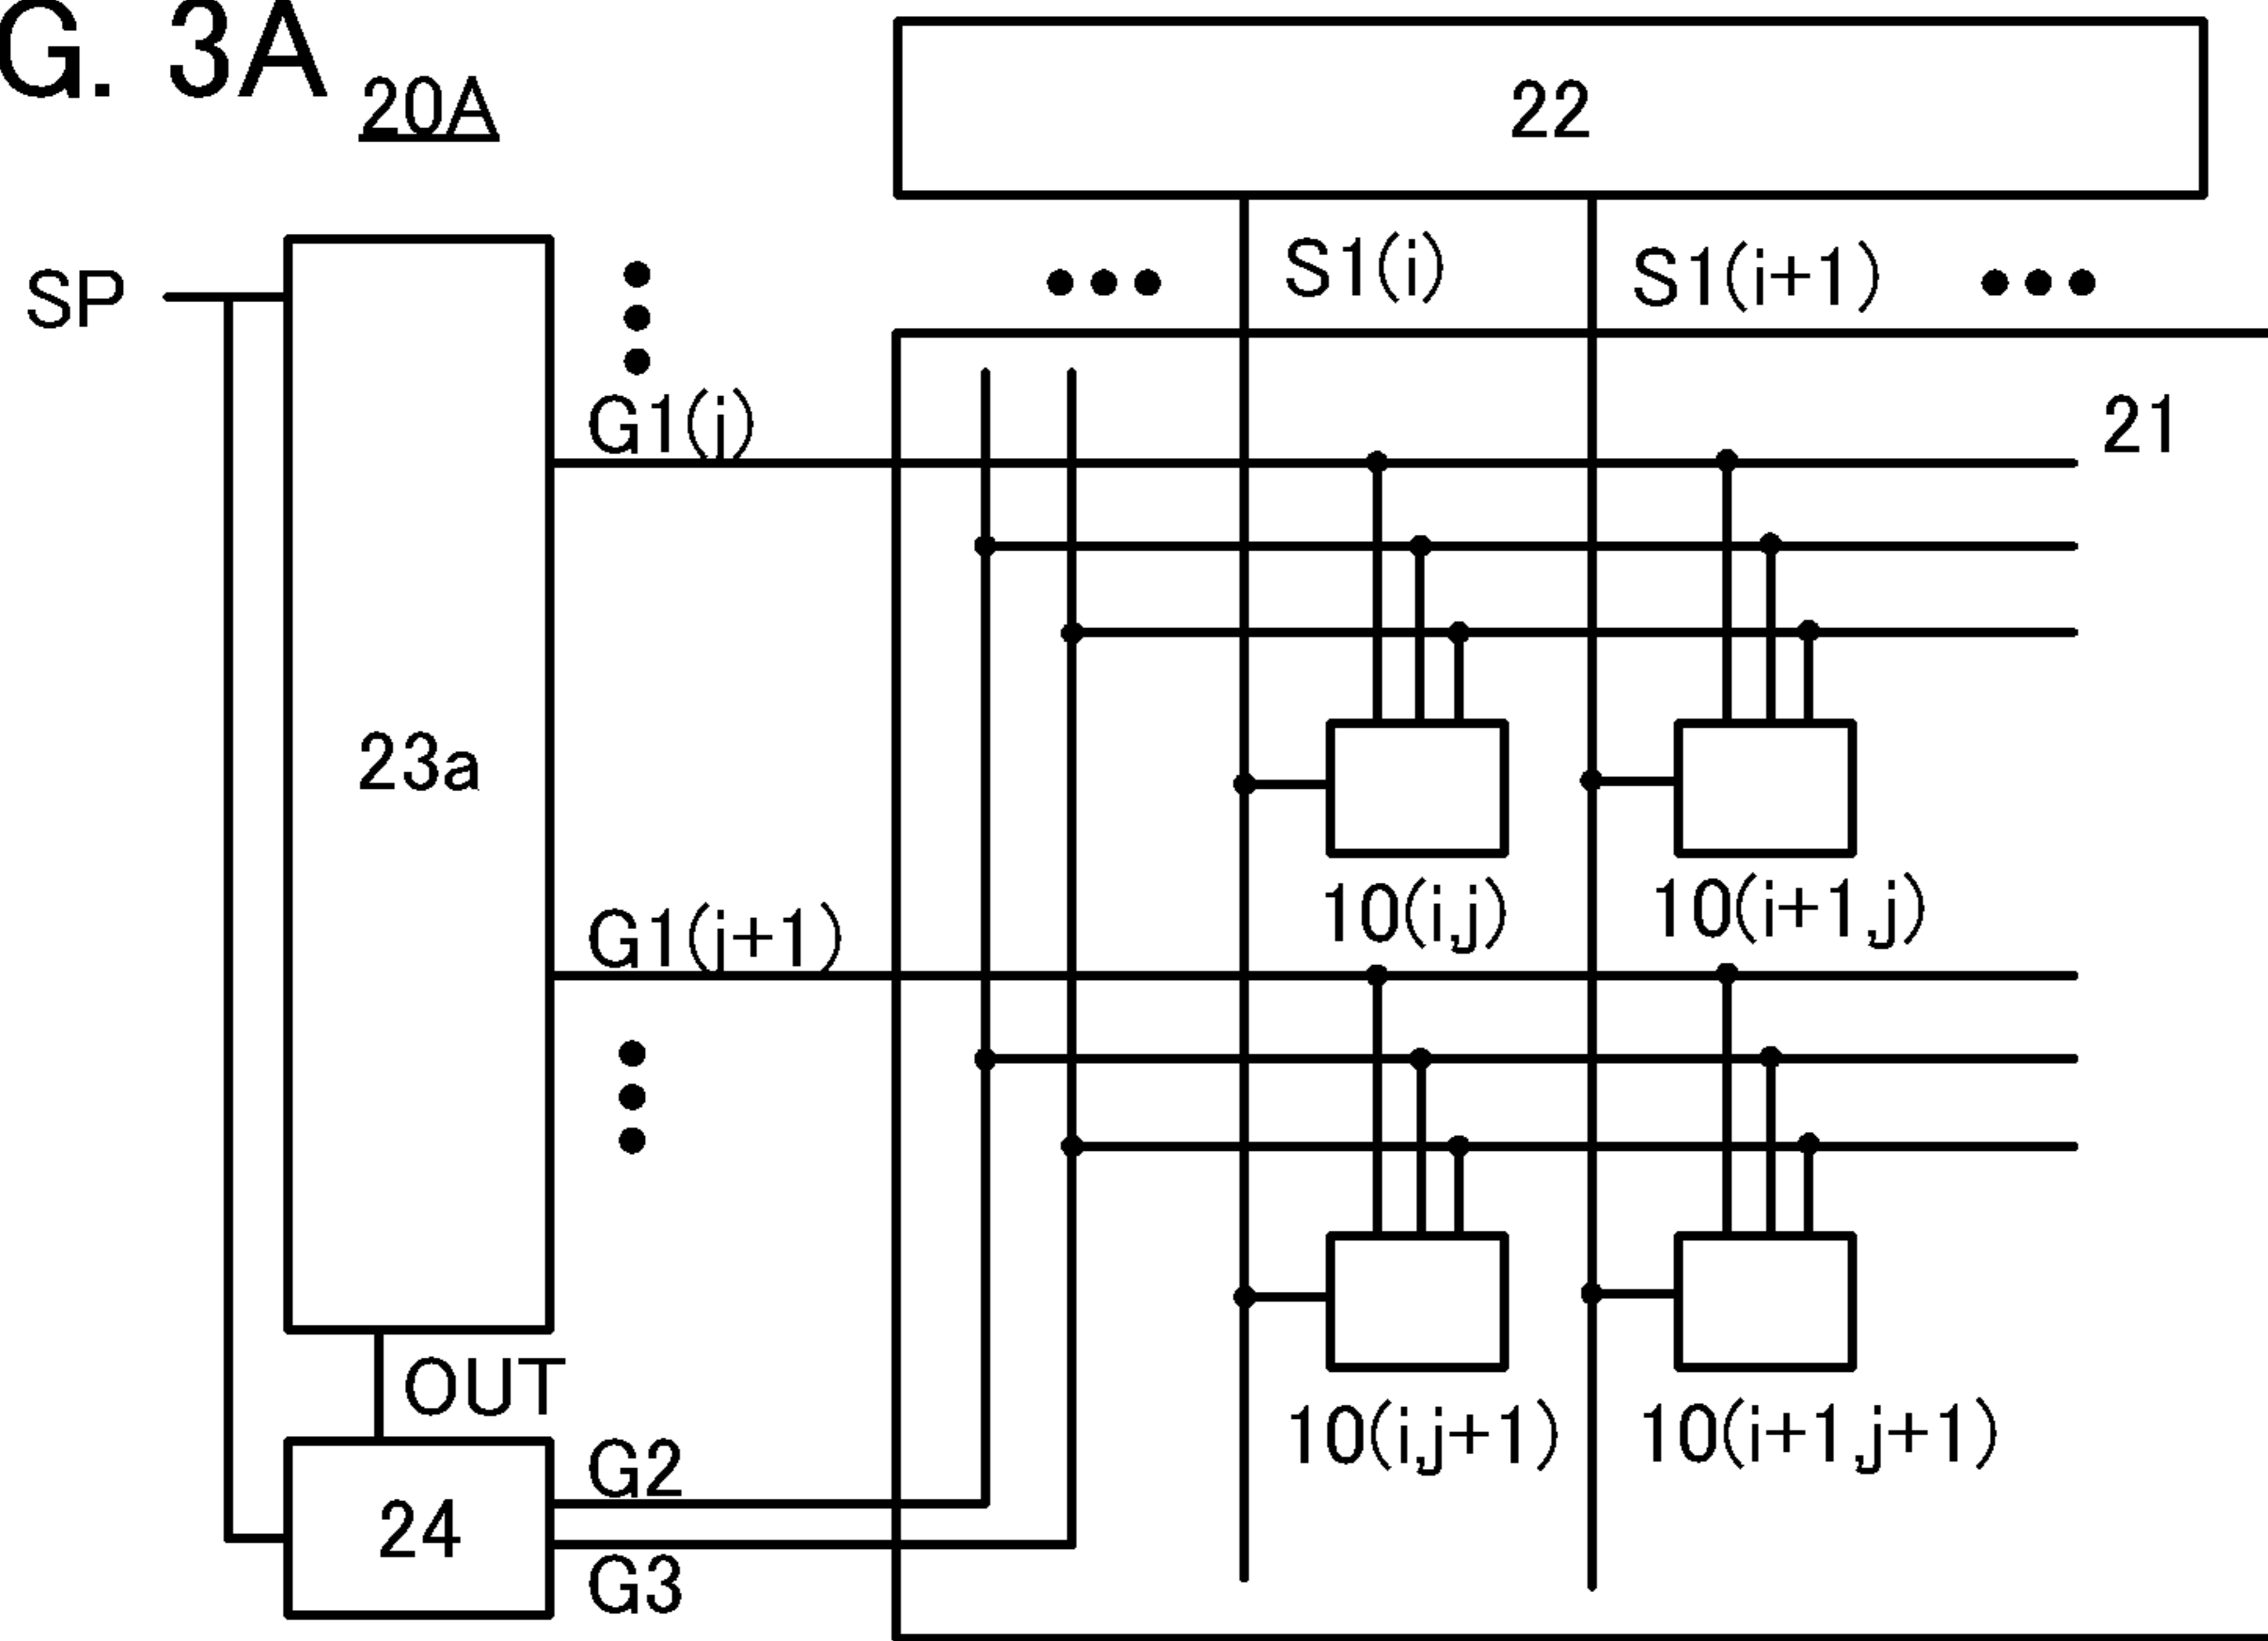 G. 3A
20A
22
SP
S1(i)
S1(i+1)
G1(j)
21
23a
10(i,j)
10(i+1,j)
G1(j+1)
OUT
10(i,j+1)
10(i+1,j+1)
G2
24
G3